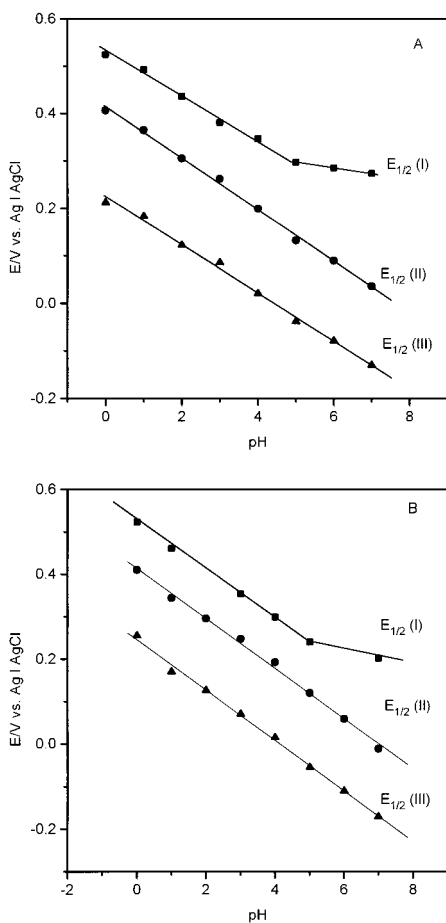 A
0.6
0.4
0.2
0.0
-0.2
E/V vs. Ag I AgCl
E1/2 (I)
E1/2 (II)
E1/2 (III)
0 2 4 6 8
pH
B
0.6
0.4
0.2
0.0
-0.2
E/V vs. Ag I AgCl
E1/2 (I)
E1/2 (II)
E1/2 (III)
-2 0 2 4 6 8
pH